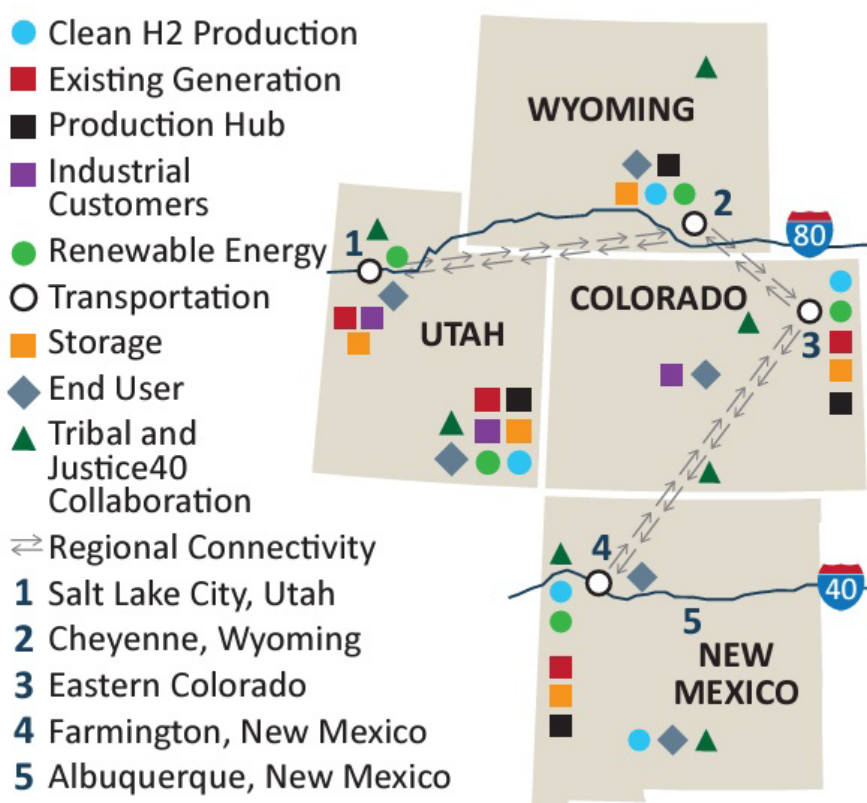 Clean H2 Production
Existing Generation
Production Hub
Industrial
Customers
Renewable Energy
Transportation
Storage
End User
Tribal and
Justice40
Collaboration
Regional Connectivity
1 Salt Lake City, Utah
2 Cheyenne, Wyoming
3 Eastern Colorado
4 Farmington, New Mexico
5 Albuquerque, New Mexico
WYOMING
2
80
1
UTAH
COLORADO
3
4
40
5
NEW
MEXICO